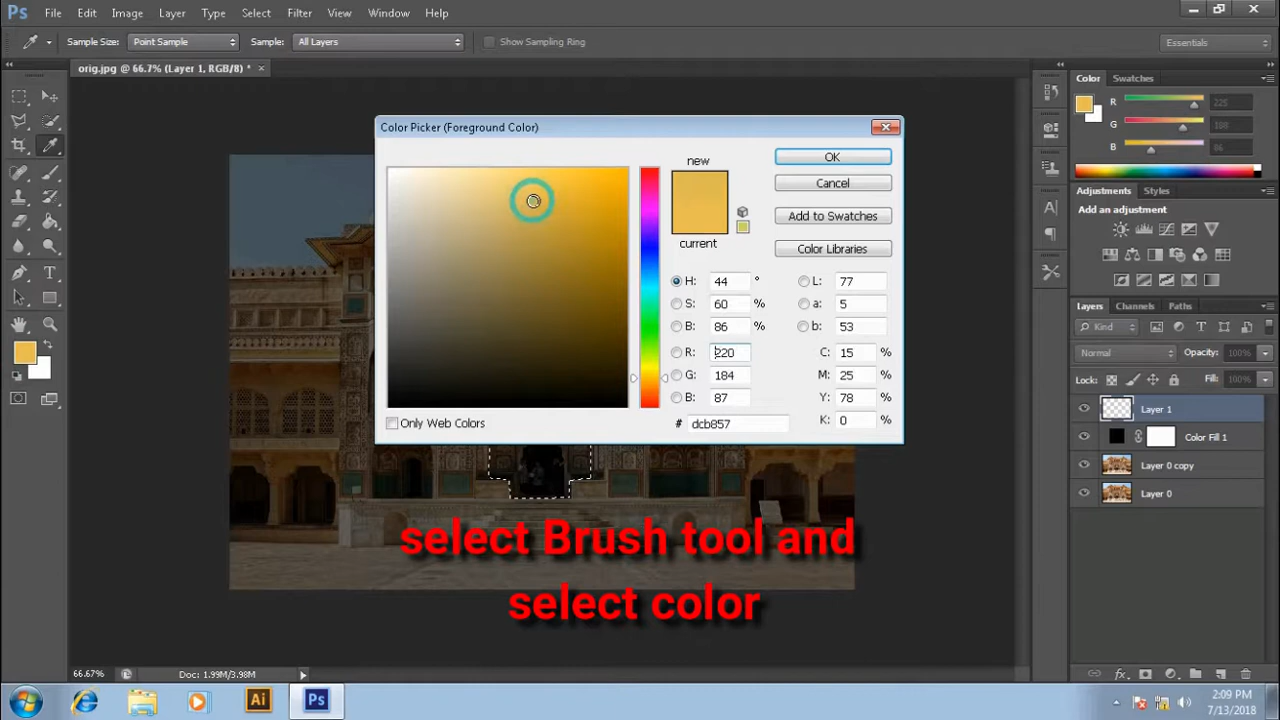 Ps File Edit Image Layer Type Select Filter View Window Help
Sample Size: Point Sample Sample: All Layers Show Sampling Ring Essentials
orig.jpg @ 66.7% (Layer 1, RGB/8) * ×
Color Swatches
R 225
G 188
B 86
Adjustments Styles
Add an adjustment
Layers Channels Paths
Kind
Normal Opacity: 100%
Lock: Fill: 100%
Layer 1
Color Fill 1
Layer 0 copy
Layer 0
Color Picker (Foreground Color)
new
current
OK
Cancel
Add to Swatches
Color Libraries
H: 44 ° L: 77
S: 60 % a: 5
B: 86 % b: 53
R: 220 C: 15 %
G: 184 M: 25 %
B: 87 Y: 78 %
# dcb857 K: 0 %
Only Web Colors
select Brush tool and
select color
66.67% Doc: 1.99M/3.98M
Ai Ps
2:09 PM
7/13/2018